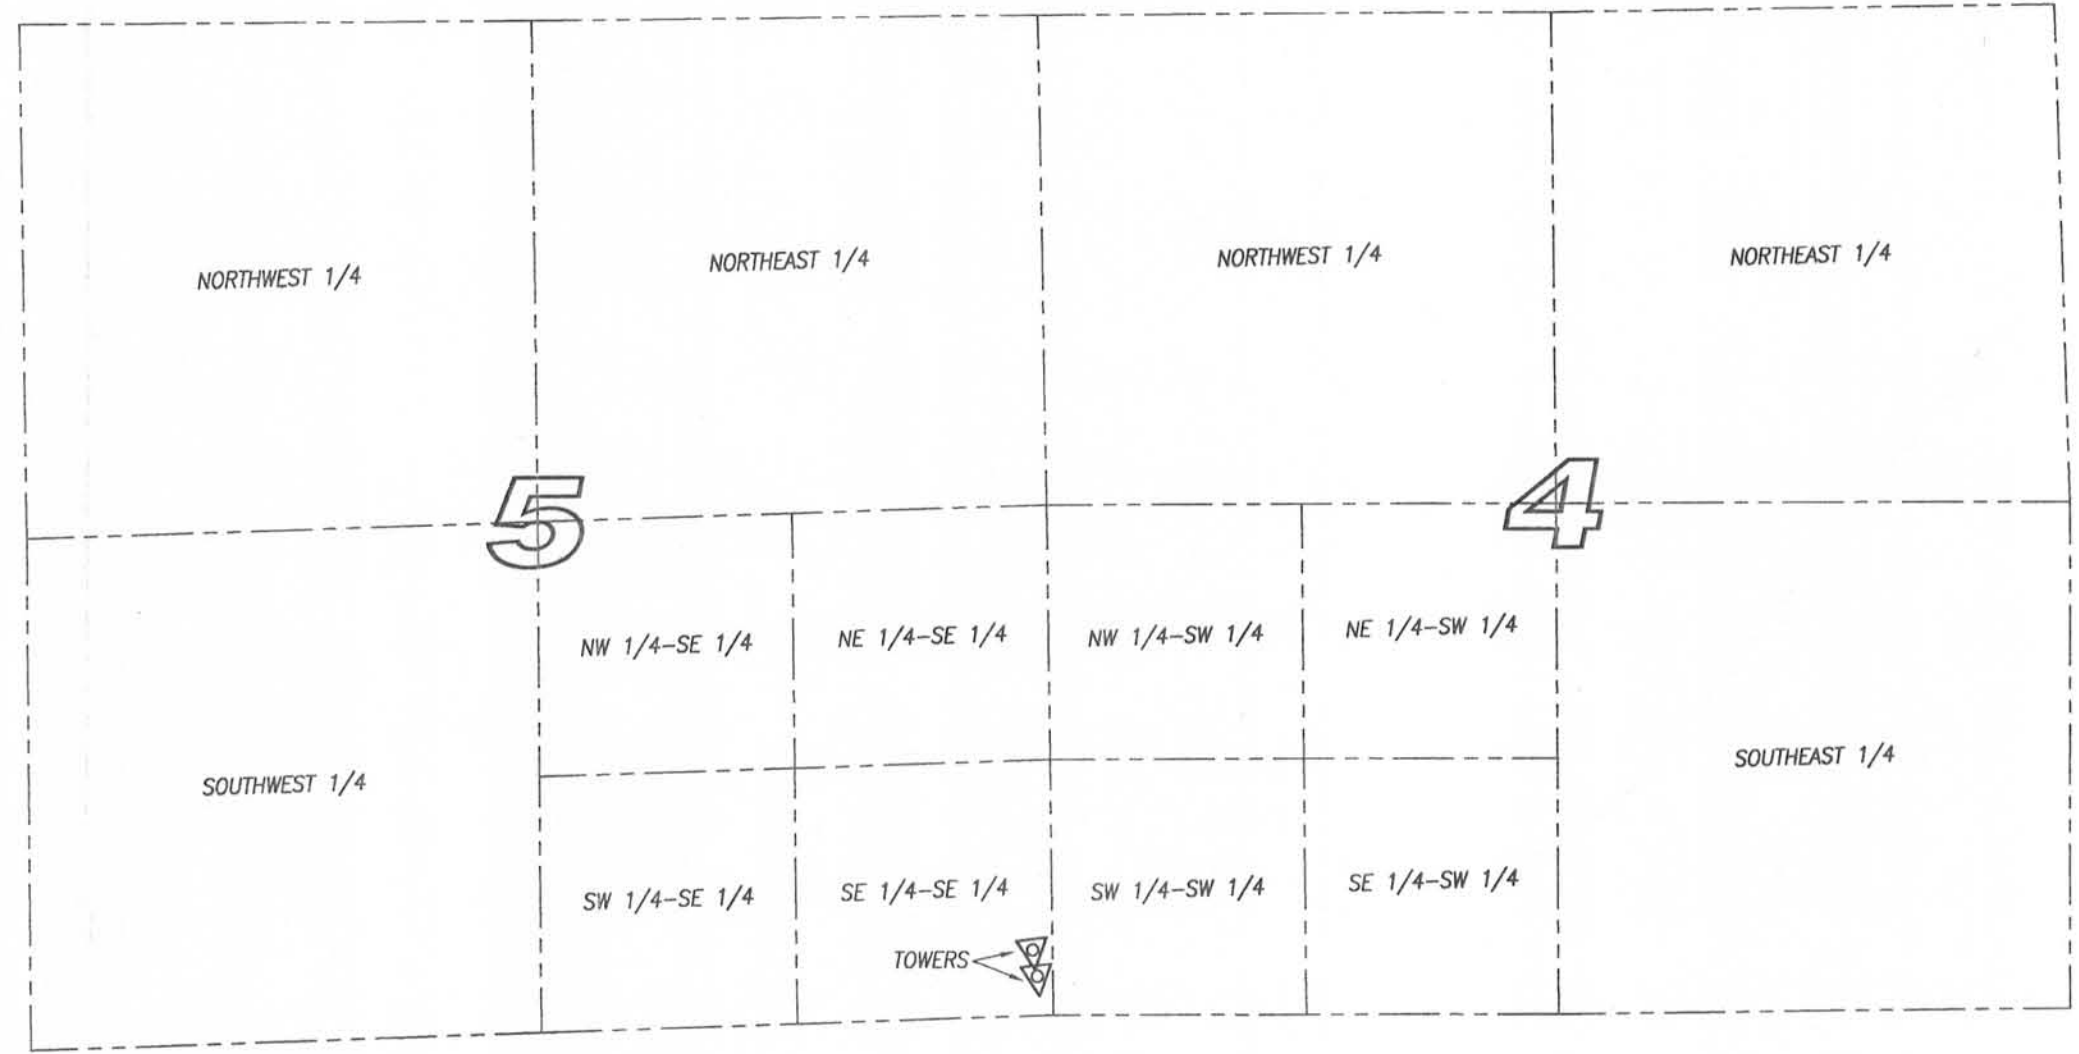 NORTHWEST 1/4
NORTHEAST 1/4
NORTHWEST 1/4
NORTHEAST 1/4
5
4
NW 1/4-SE 1/4
NE 1/4-SE 1/4
NW 1/4-SW 1/4
NE 1/4-SW 1/4
SOUTHWEST 1/4
SOUTHEAST 1/4
SW 1/4-SE 1/4
SE 1/4-SE 1/4
SW 1/4-SW 1/4
SE 1/4-SW 1/4
TOWERS